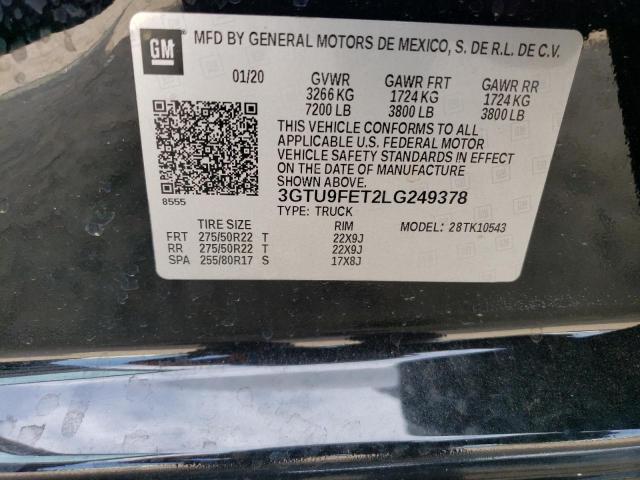 GM
MFD BY GENERAL MOTORS DE MEXICO, S. DE R.L. DE C.V.
01/20 GVWR GAWR FRT GAWR RR
3266 KG 1724 KG 1724 KG
7200 LB 3800 LB 3800 LB
THIS VEHICLE CONFORMS TO ALL
APPLICABLE U.S. FEDERAL MOTOR
VEHICLE SAFETY STANDARDS IN EFFECT
ON THE DATE OF MANUFACTURE
SHOWN ABOVE.
8555
3GTU9FET2LG249378
TYPE: TRUCK MODEL: 28TK10543
TIRE SIZE RIM
FRT 275/50R22 T 22X9J
RR 275/50R22 T 22X9J
SPA 255/80R17 S 17X8J